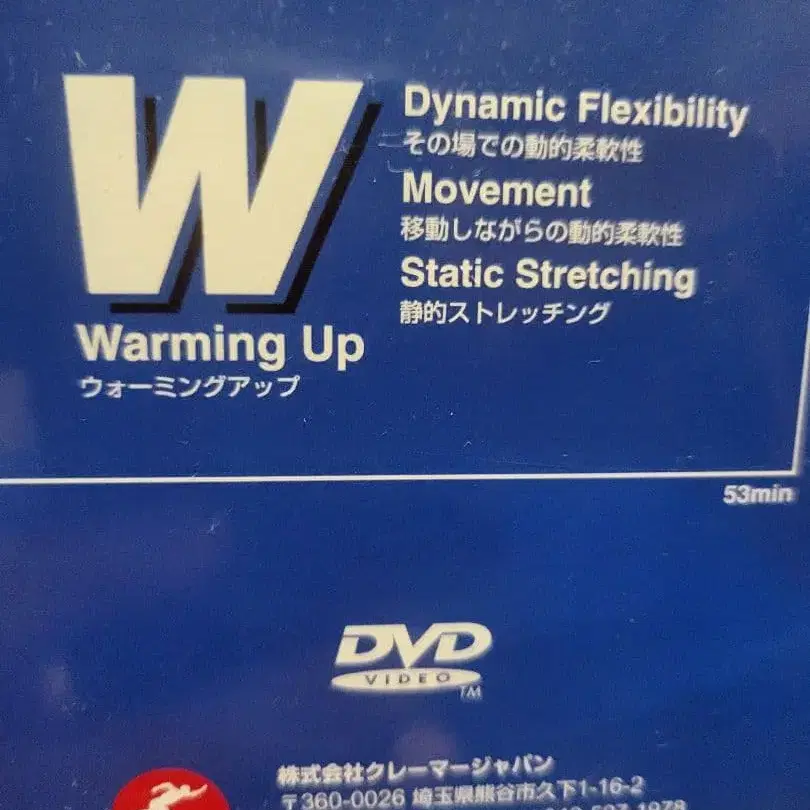 W
Warming Up
ウォーミングアップ
Dynamic Flexibility
その場での動的柔軟性
Movement
移動しながらの動的柔軟性
Static Stretching
静的ストレッチング
53min
DVD
VIDEO
TM
株式会社クレーマージャパン
〒360-0026 埼玉県熊谷市久下1-16-2